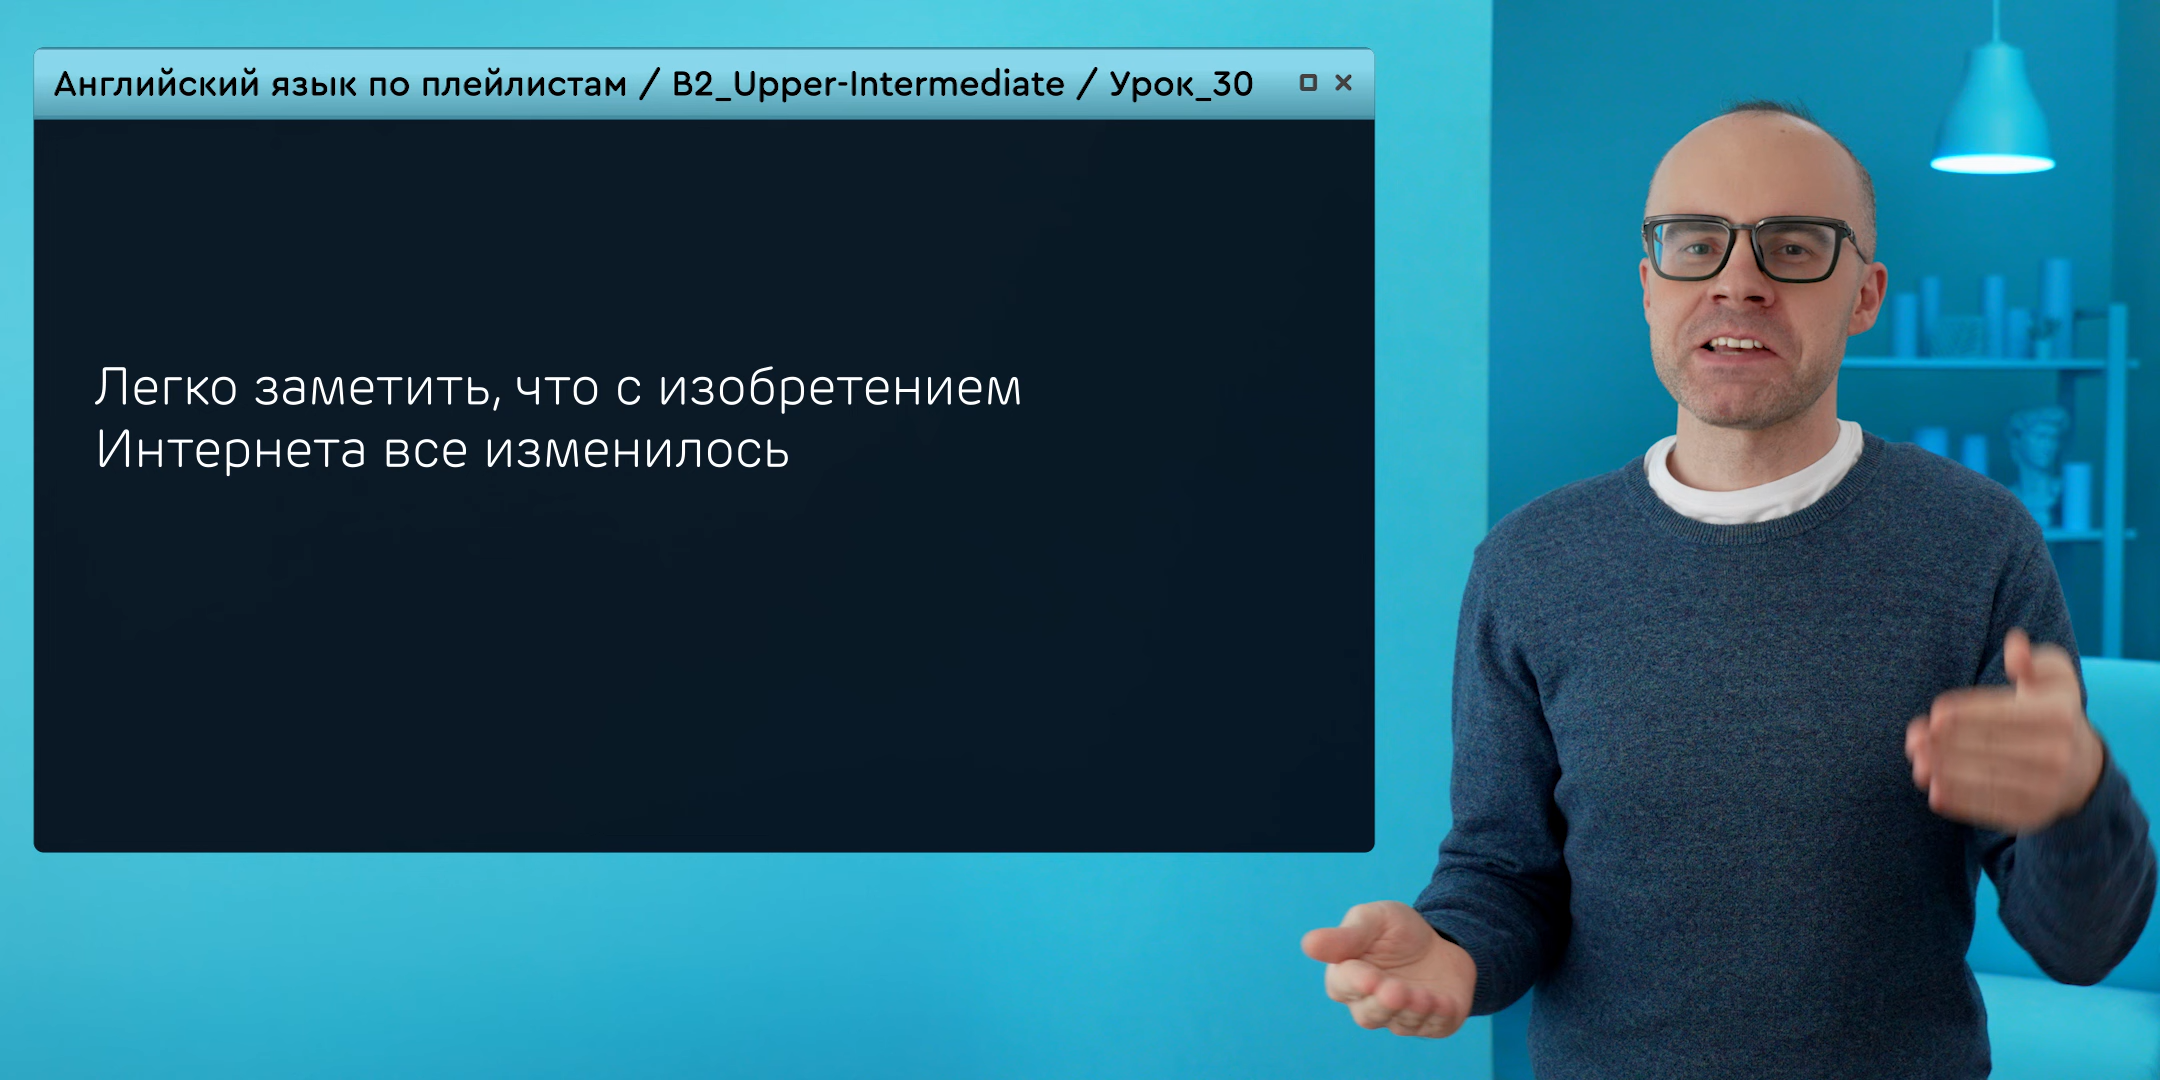 Английский язык по плейлистам / B2_Upper-Intermediate / Урок_30
Легко заметить, что с изобретением
Интернета все изменилось